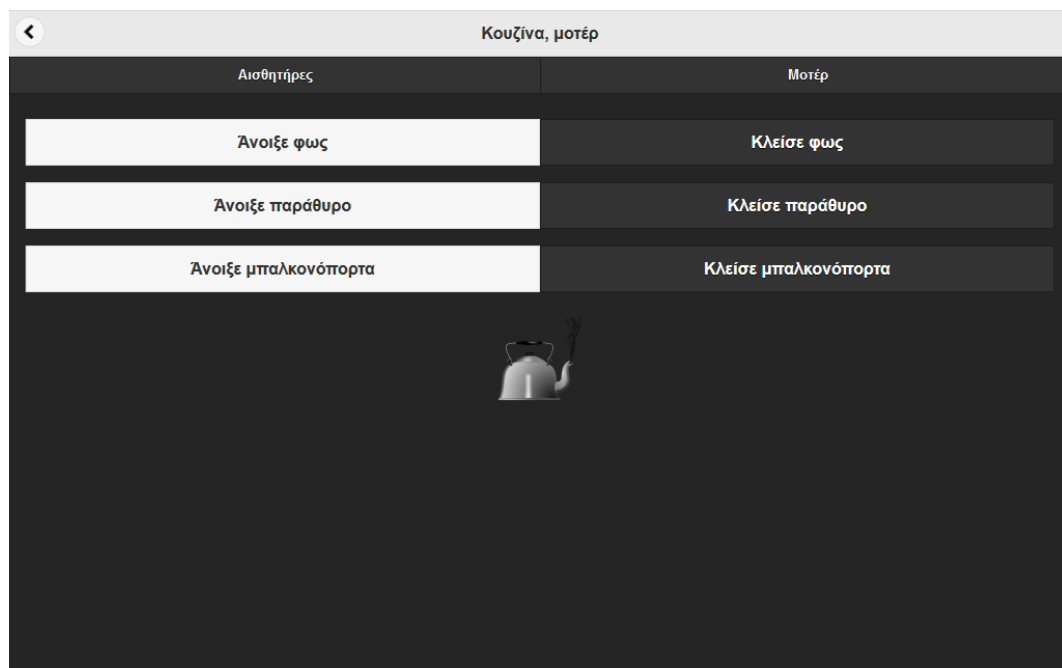 Κουζίνα, μοτέρ
Αισθητήρες Μοτέρ
Άνοιξε φως Κλείσε φως
Άνοιξε παράθυρο Κλείσε παράθυρο
Άνοιξε μπαλκονόπορτα Κλείσε μπαλκονόπορτα